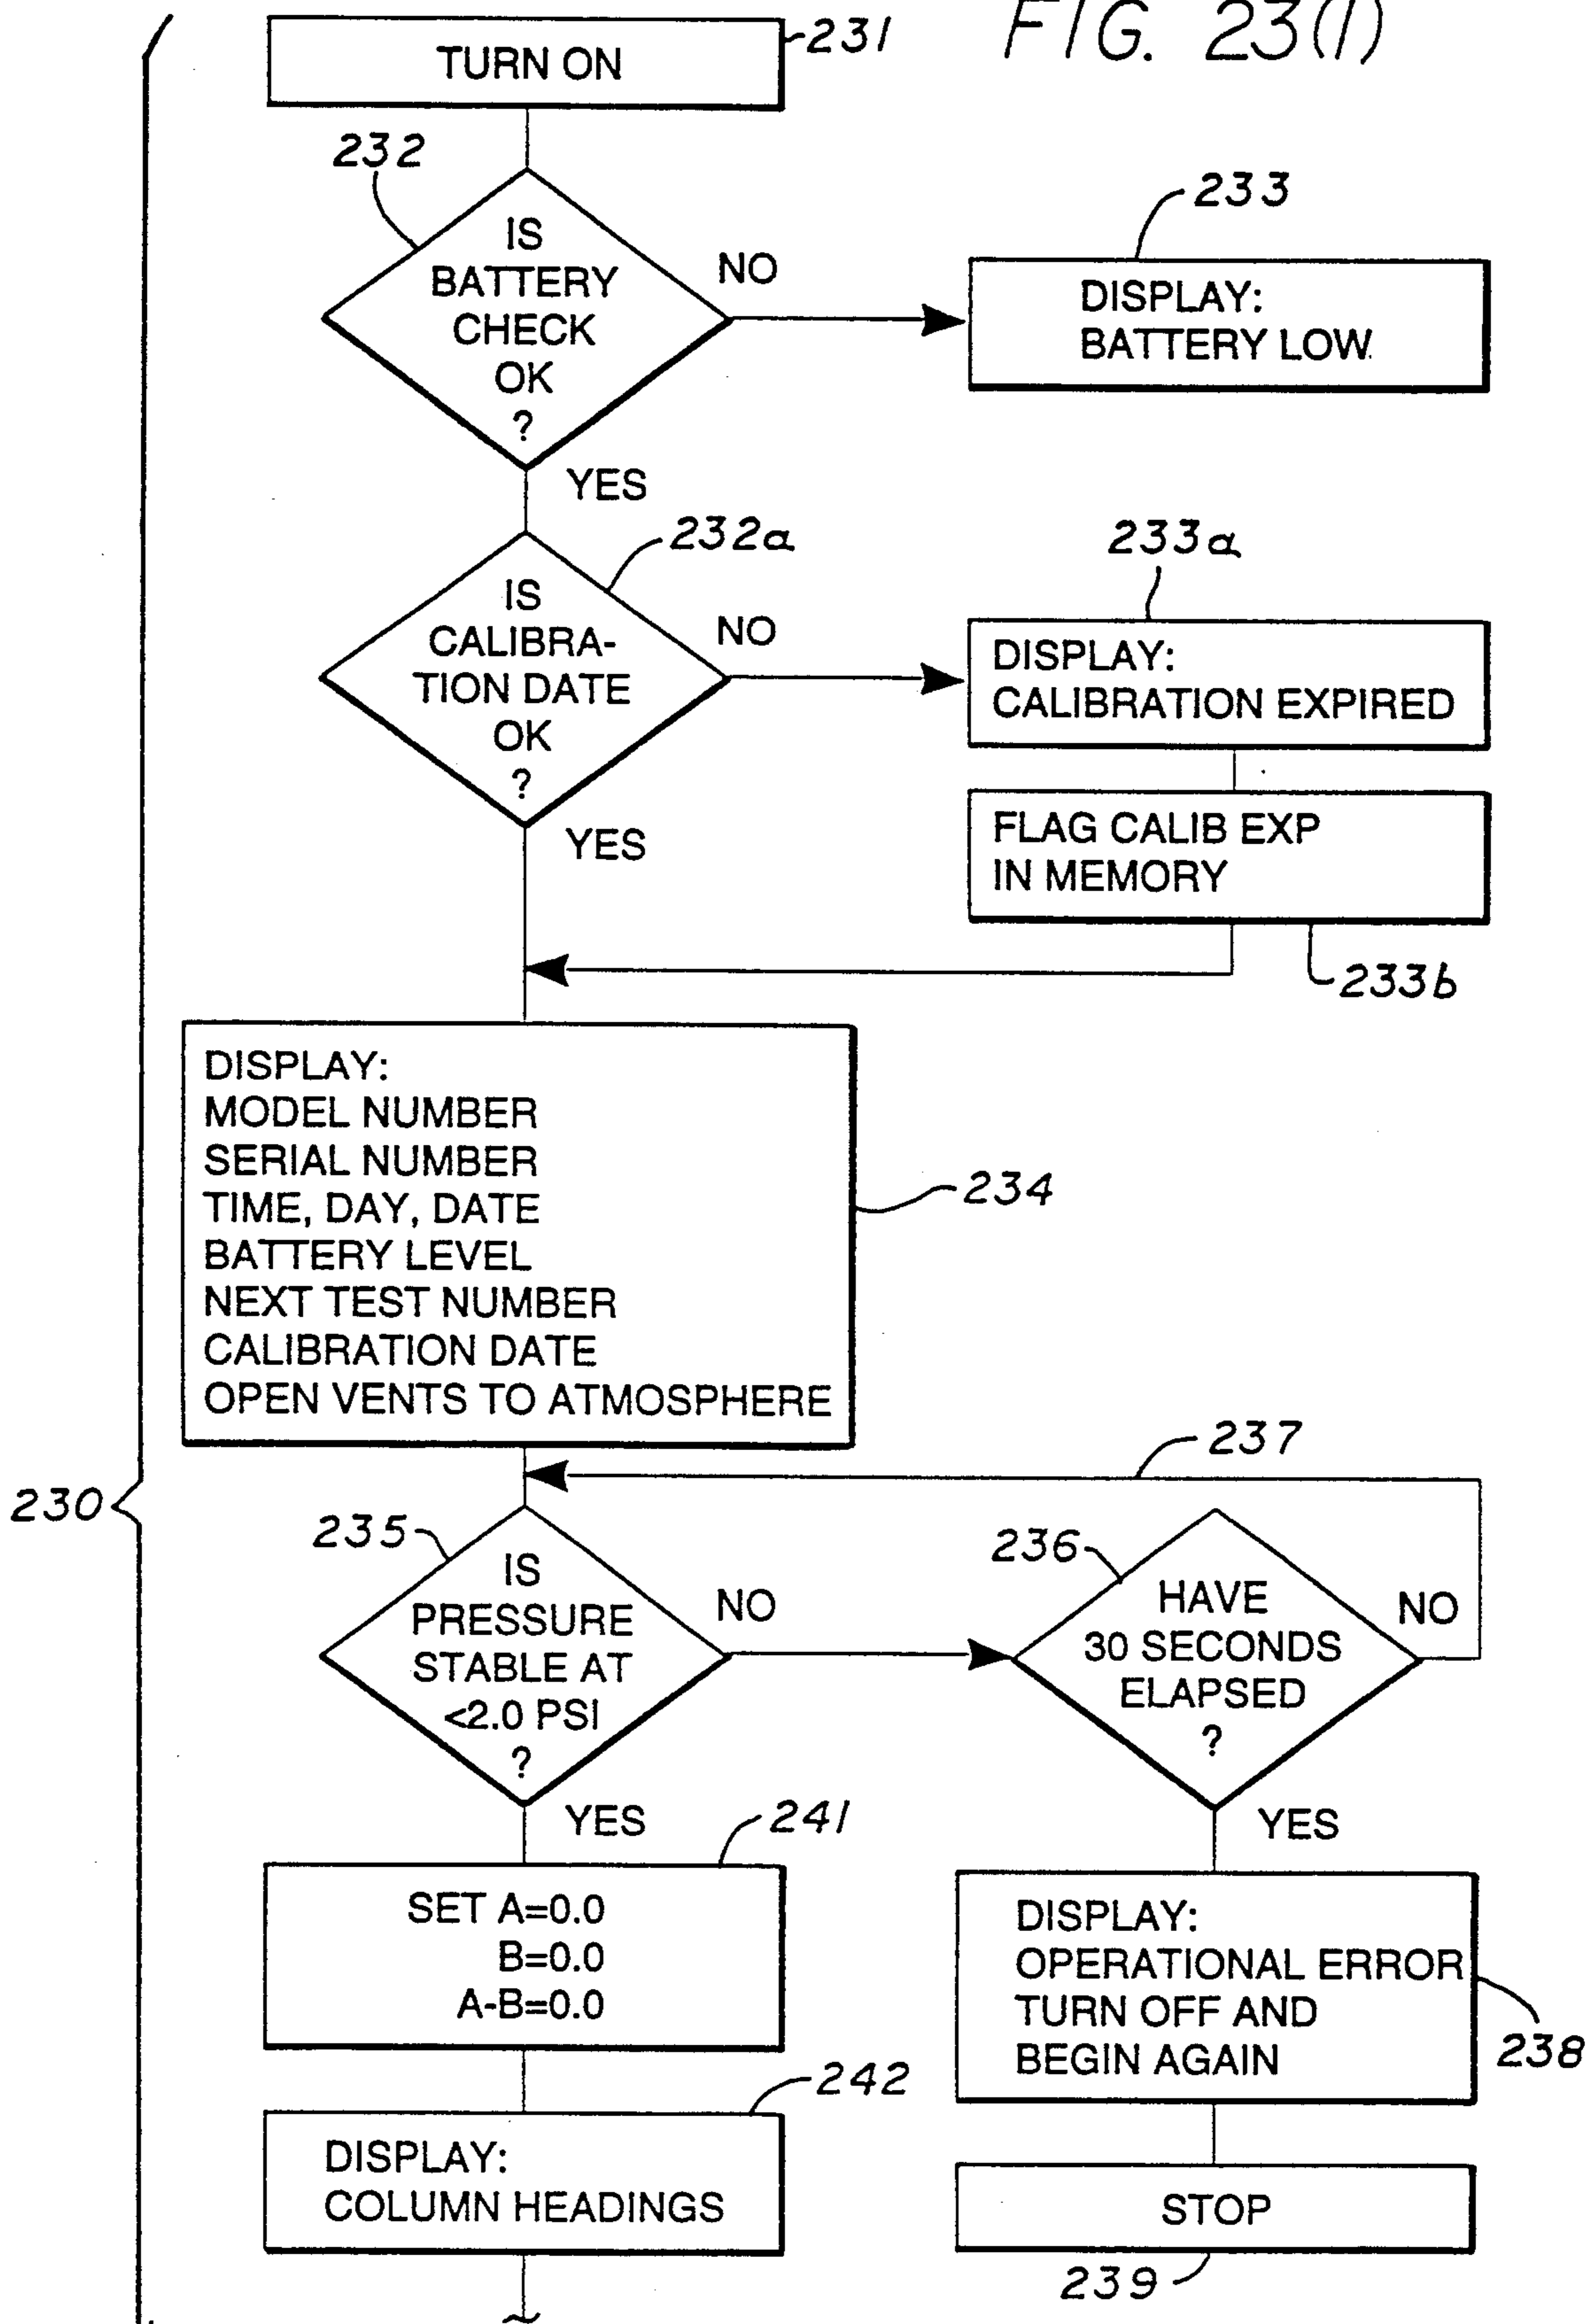 FIG. 23(1)
TURN ON
231
232
IS
BATTERY
CHECK
OK
?
NO
YES
233
DISPLAY:
BATTERY LOW
232a
IS
CALIBRA-
TION DATE
OK
?
NO
YES
233a
DISPLAY:
CALIBRATION EXPIRED
FLAG CALIB EXP
IN MEMORY
233b
DISPLAY:
MODEL NUMBER
SERIAL NUMBER
TIME, DAY, DATE
BATTERY LEVEL
NEXT TEST NUMBER
CALIBRATION DATE
OPEN VENTS TO ATMOSPHERE
234
230
237
235
IS
PRESSURE
STABLE AT
<2.0 PSI
?
NO
YES
236
HAVE
30 SECONDS
ELAPSED
?
NO
YES
241
SET A=0.0
B=0.0
A-B=0.0
DISPLAY:
OPERATIONAL ERROR
TURN OFF AND
BEGIN AGAIN
238
242
DISPLAY:
COLUMN HEADINGS
STOP
239